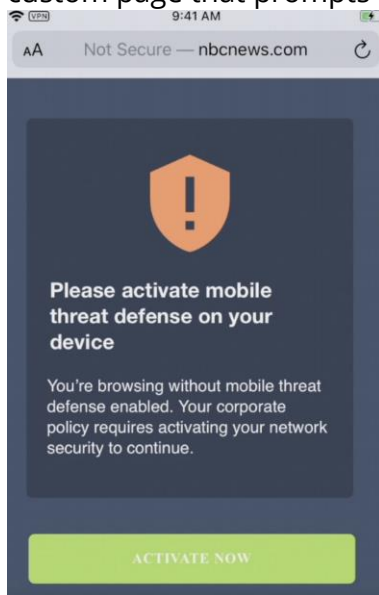 custom page that prompts
VPN 9:41 AM
AA Not Secure — nbcnews.com
!
Please activate mobile
threat defense on your
device
You're browsing without mobile threat
defense enabled. Your corporate
policy requires activating your network
security to continue.
ACTIVATE NOW